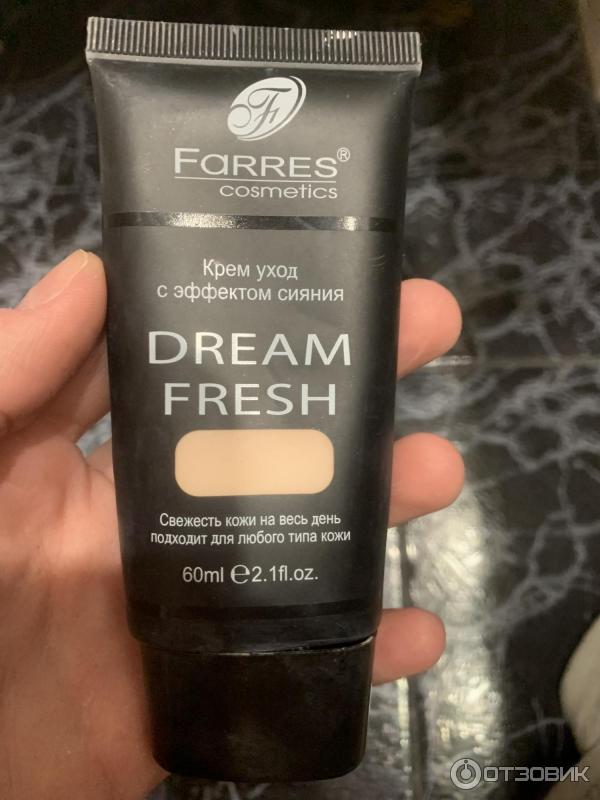 FARRES®
cosmetics
Крем уход
с эффектом сияния
DREAM
FRESH
Свежесть кожи на весь день
подходит для любого типа кожи
60ml ℮2.1fl.oz.
ОТЗОВИК